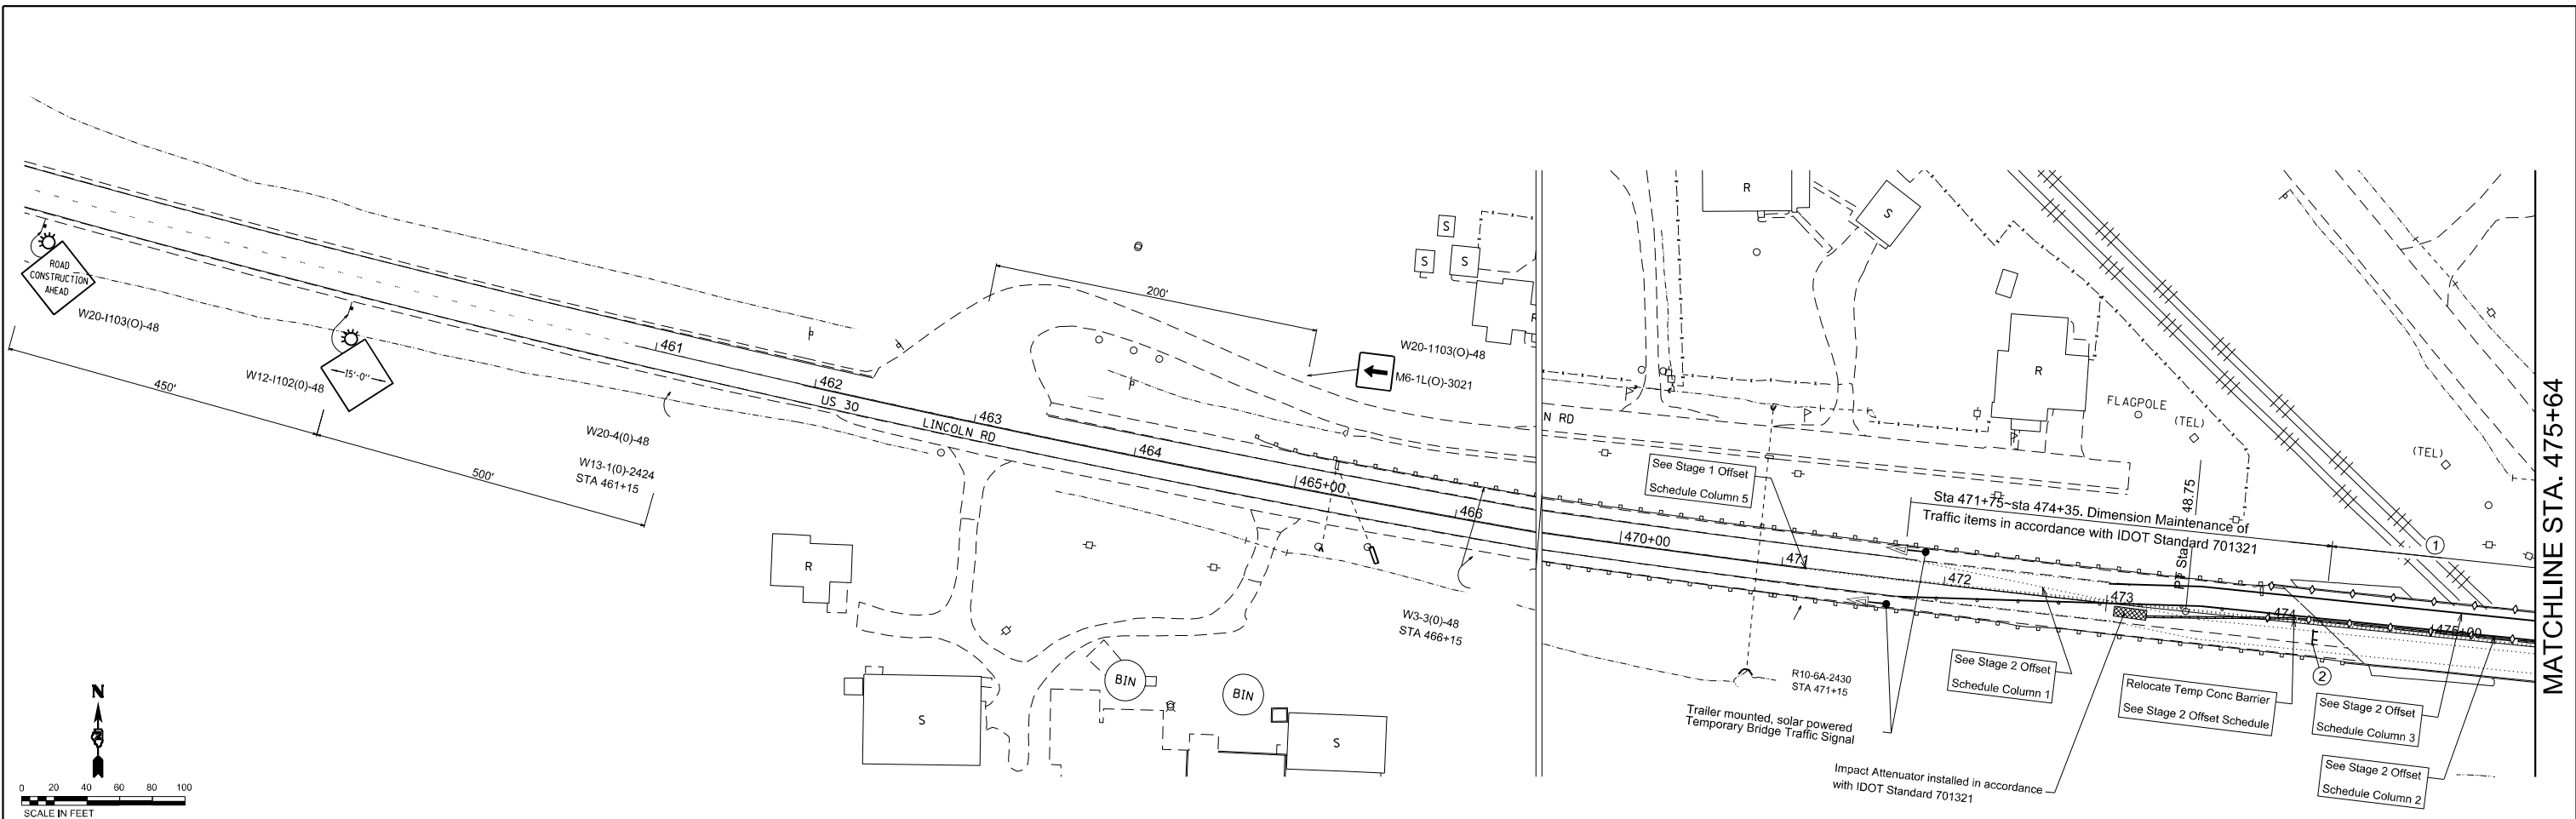 ROAD
CONSTRUCTION
AHEAD
W20-I103(O)-48
450'
15'-0"
W12-I102(0)-48
500'
W20-4(0)-48
W13-1(0)-2424
STA 461+15
461
462
US 30
463
LINCOLN RD
464
465+00
466
200'
W20-1103(O)-48
M6-1L(O)-3021
S
S
S
R
R
S
BIN
BIN
S
W3-3(0)-48
STA 466+15
N
0 20 40 60 80 100
SCALE IN FEET
R
S
R
N RD
FLAGPOLE
(TEL)
(TEL)
See Stage 1 Offset
Schedule Column 5
Sta 471+75~sta 474+35. Dimension Maintenance of
Traffic items in accordance with IDOT Standard 701321
48.75
PT Sta
470+00
471
472
473
474
475+00
1
2
R10-6A-2430
STA 471+15
Trailer mounted, solar powered
Temporary Bridge Traffic Signal
Impact Attenuator installed in accordance
with IDOT Standard 701321
See Stage 2 Offset
Schedule Column 1
Relocate Temp Conc Barrier
See Stage 2 Offset Schedule
See Stage 2 Offset
Schedule Column 3
See Stage 2 Offset
Schedule Column 2
MATCHLINE STA. 475+64